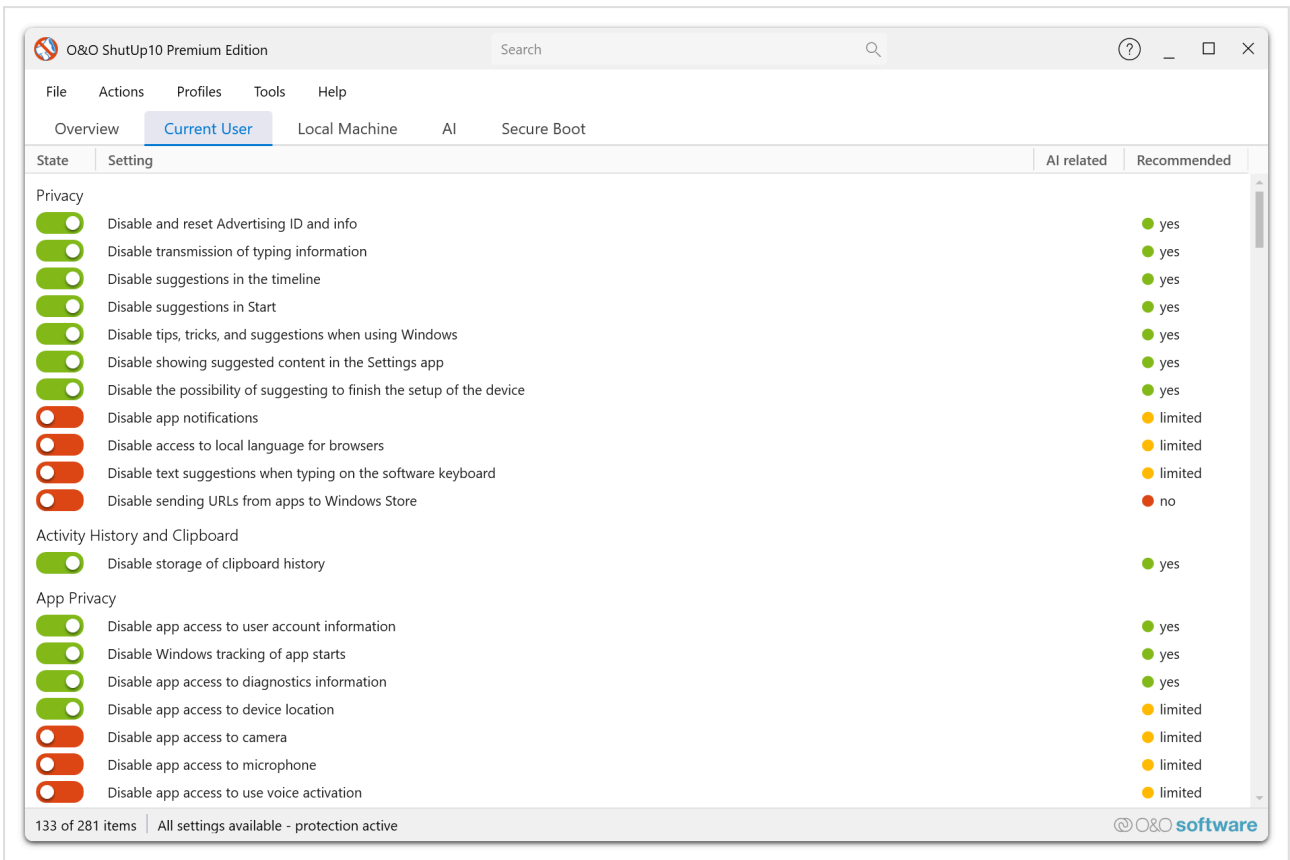 O&O ShutUp10 Premium Edition
Search
?
File Actions Profiles Tools Help
Overview Current User Local Machine AI Secure Boot
State Setting AI related Recommended
Privacy
Disable and reset Advertising ID and info yes
Disable transmission of typing information yes
Disable suggestions in the timeline yes
Disable suggestions in Start yes
Disable tips, tricks, and suggestions when using Windows yes
Disable showing suggested content in the Settings app yes
Disable the possibility of suggesting to finish the setup of the device yes
Disable app notifications limited
Disable access to local language for browsers limited
Disable text suggestions when typing on the software keyboard limited
Disable sending URLs from apps to Windows Store no
Activity History and Clipboard
Disable storage of clipboard history yes
App Privacy
Disable app access to user account information yes
Disable Windows tracking of app starts yes
Disable app access to diagnostics information yes
Disable app access to device location limited
Disable app access to camera limited
Disable app access to microphone limited
Disable app access to use voice activation limited
133 of 281 items All settings available - protection active O&O software